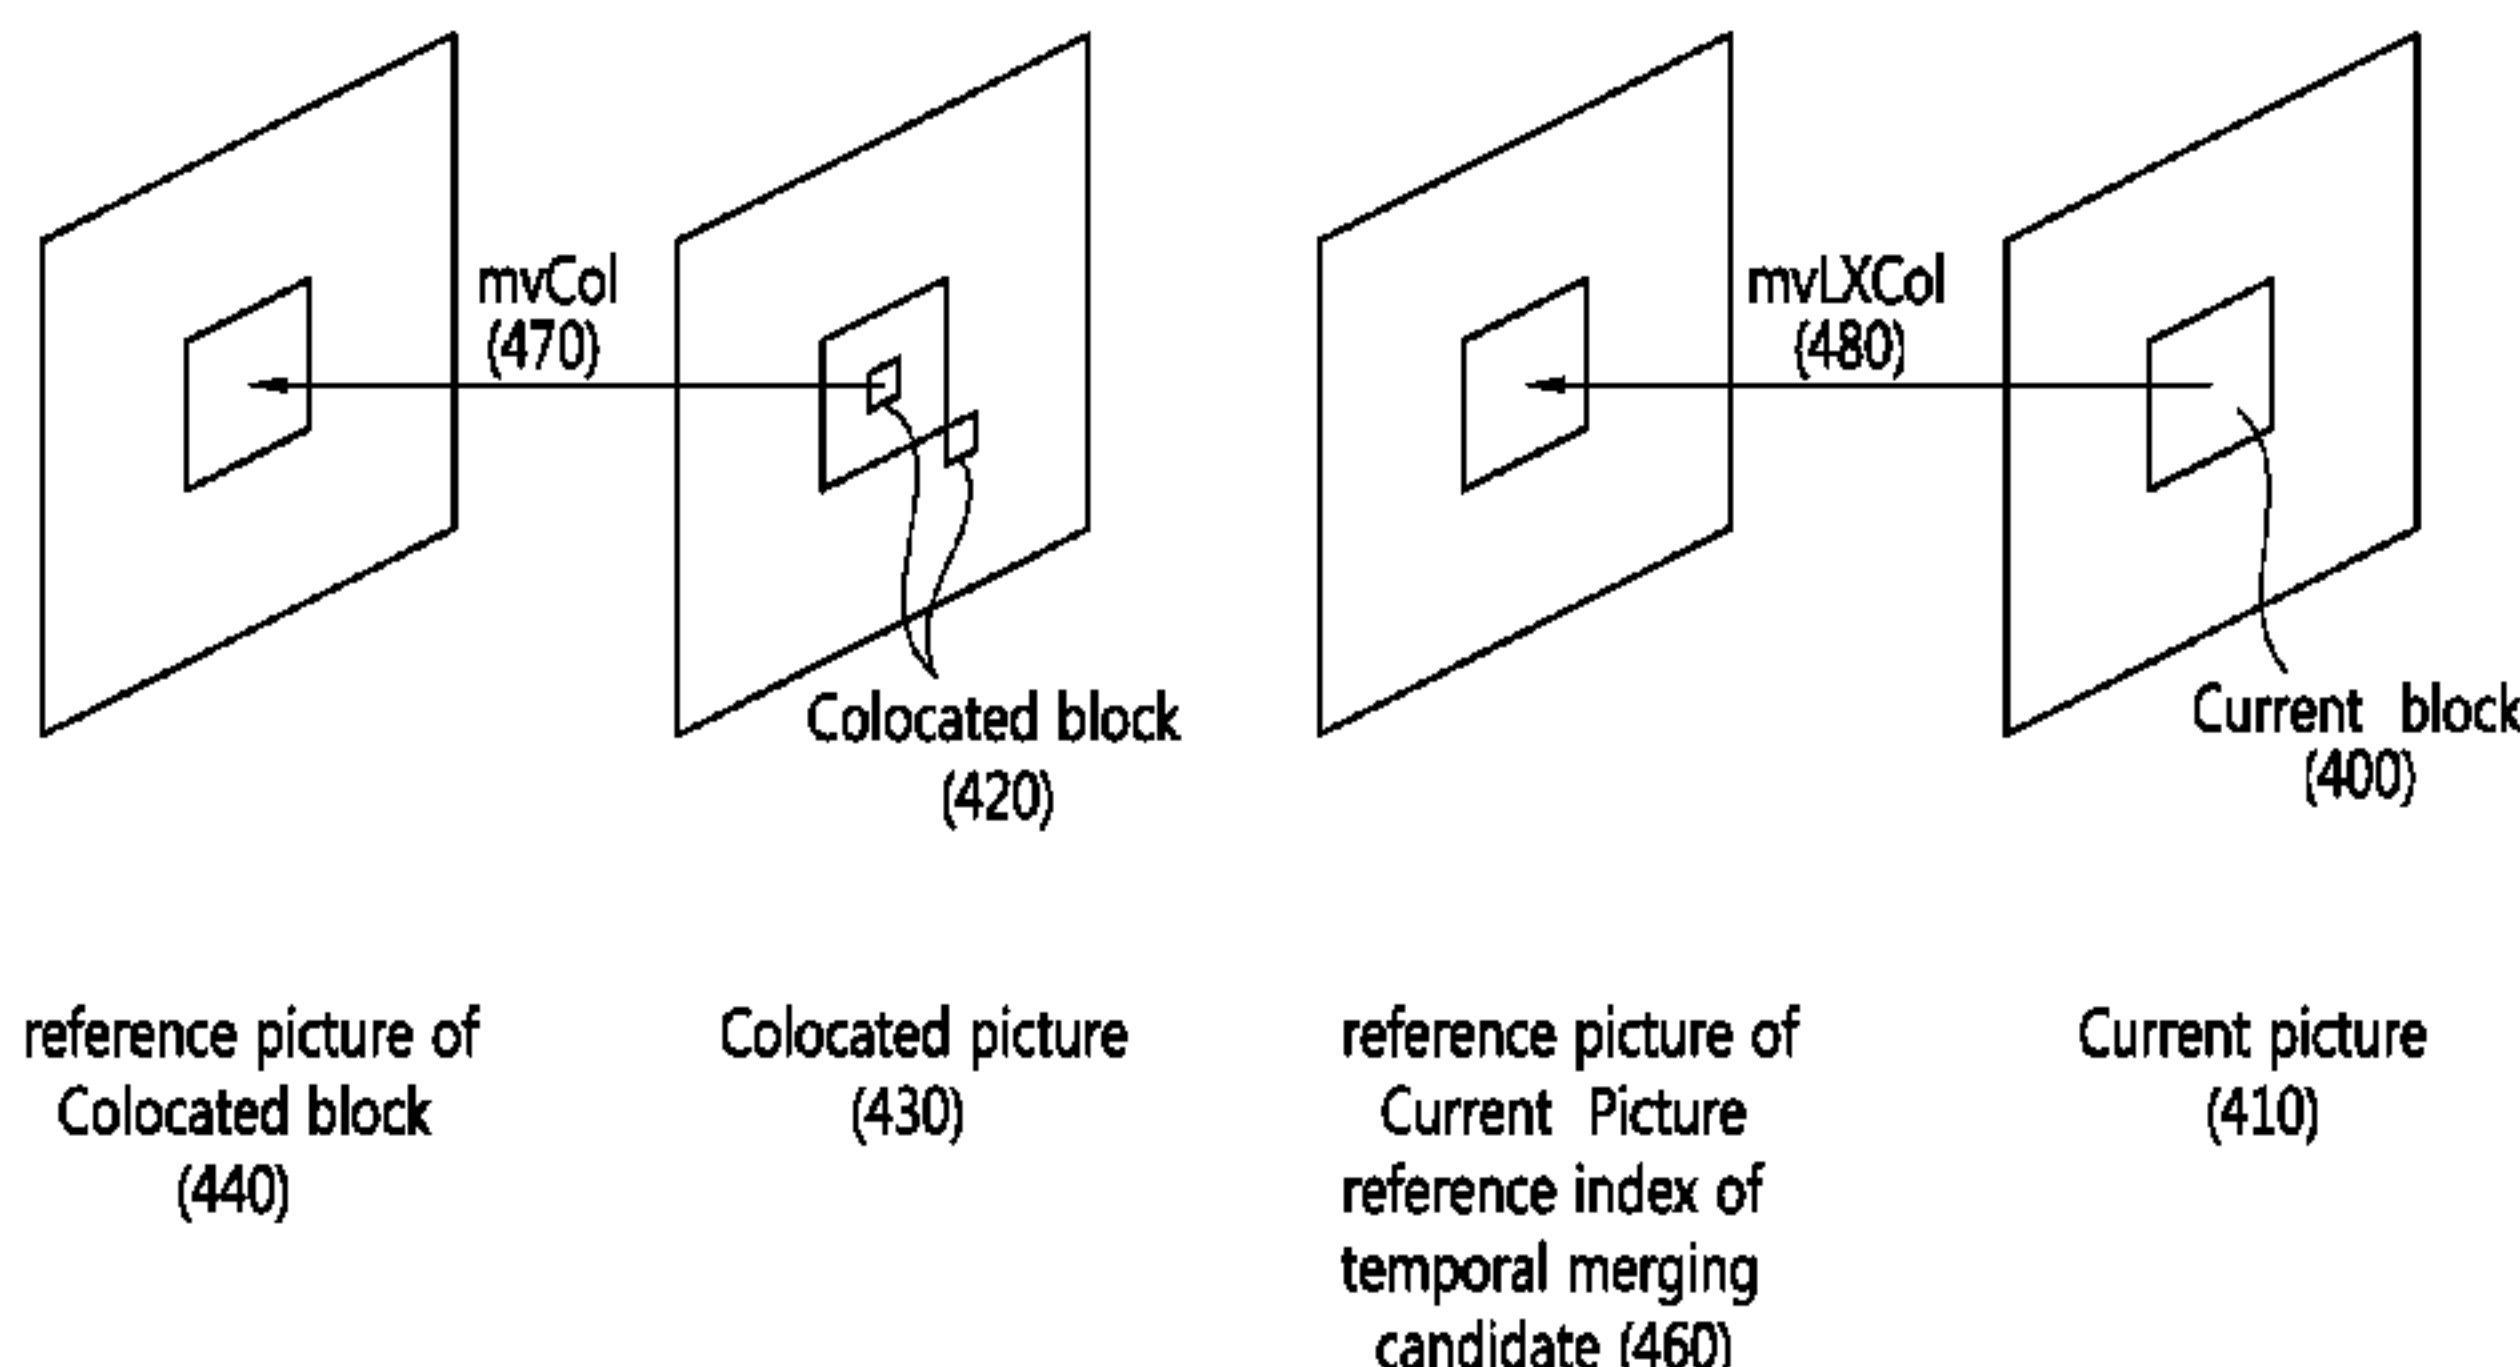 mvCol
(470)
mvLXCol
(480)
Colocated block
(420)
Current block
(400)
reference picture of
Colocated block
(440)
Colocated picture
(430)
reference picture of
Current Picture
reference index of
temporal merging
candidate (460)
Current picture
(410)